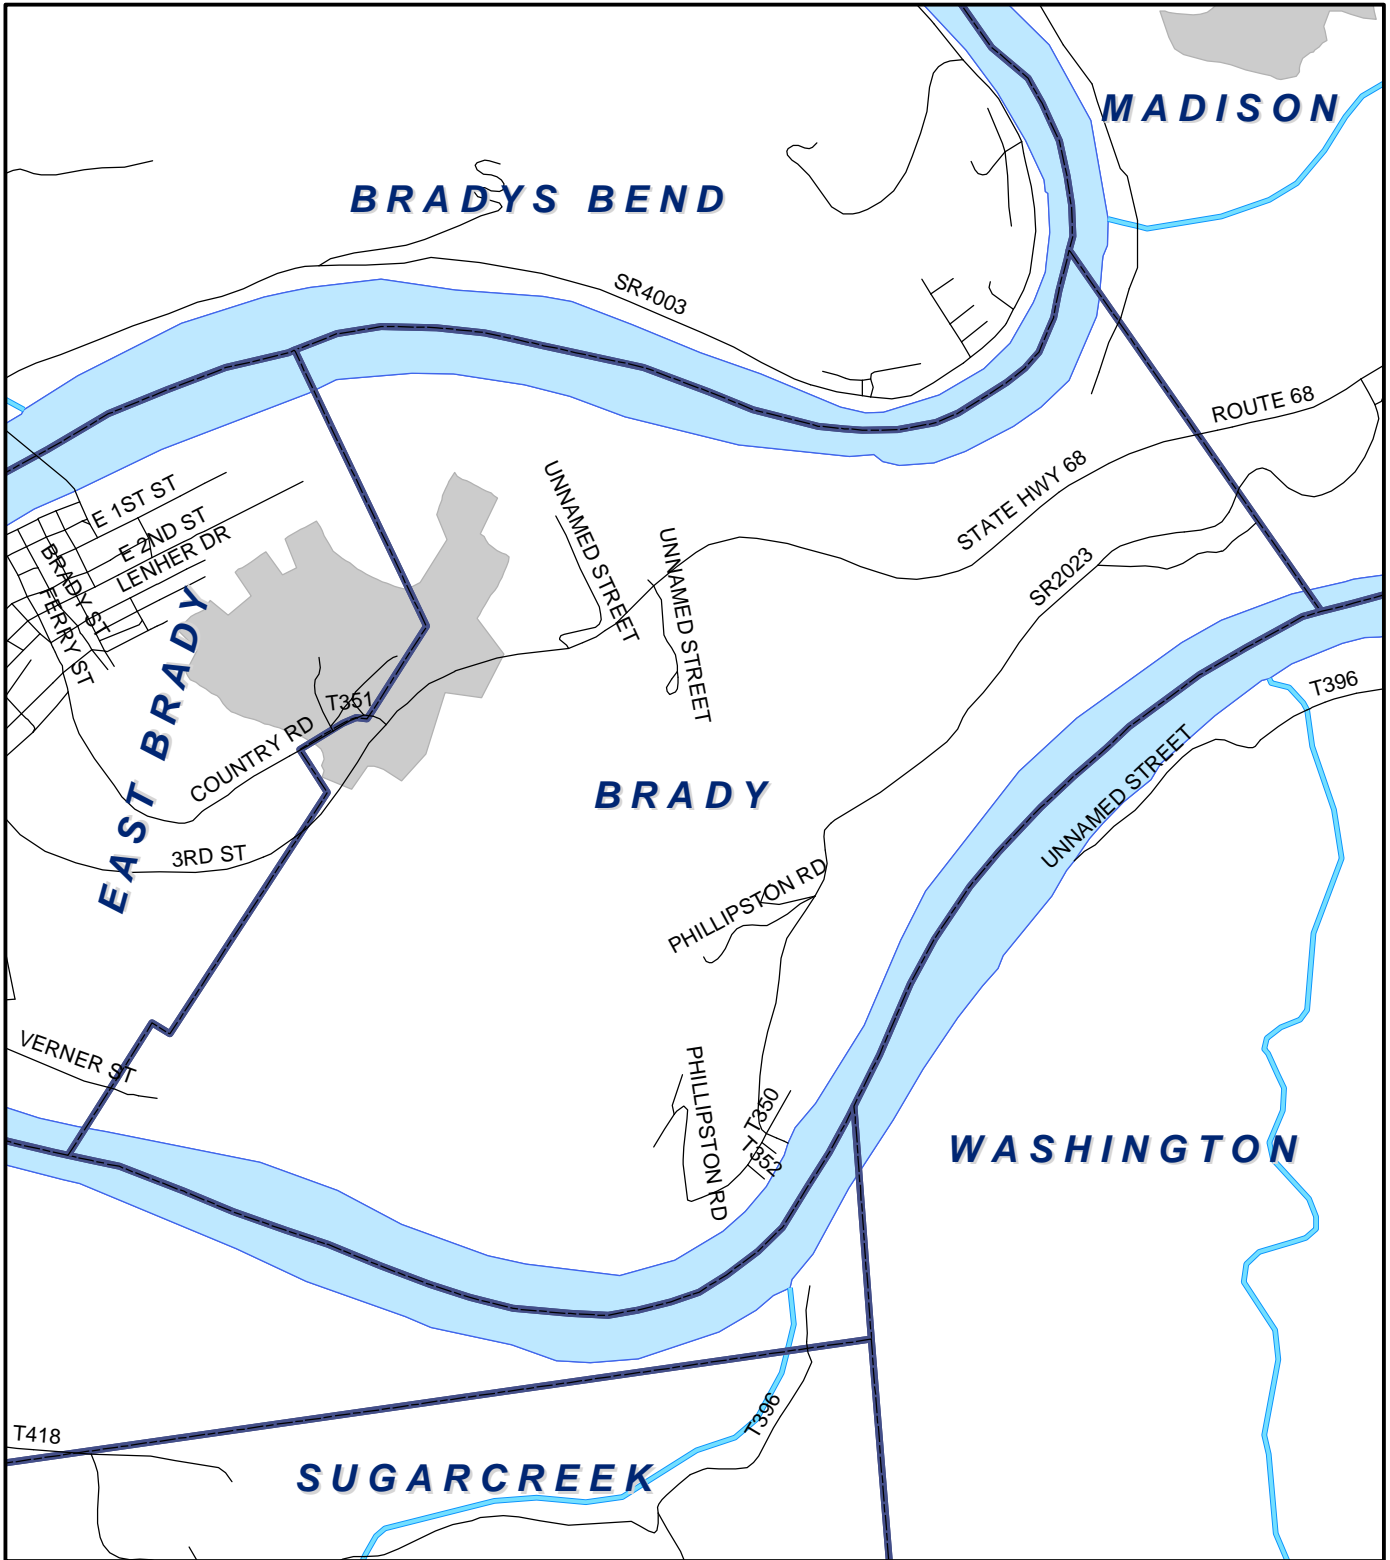 MADISON
BRADYS BEND
SR4003
ROUTE 68
STATE HWY 68
E 1ST ST
E 2ND ST
LENHER DR
BRADY ST
FERRY ST
UNNAMED STREET
UNNAMED STREET
SR2023
EAST BRADY
T351
COUNTRY RD
T396
UNNAMED STREET
BRADY
3RD ST
PHILLIPSTON RD
VERNER ST
PHILLIPSTON RD
T350
T352
WASHINGTON
T396
T418
SUGARCREEK